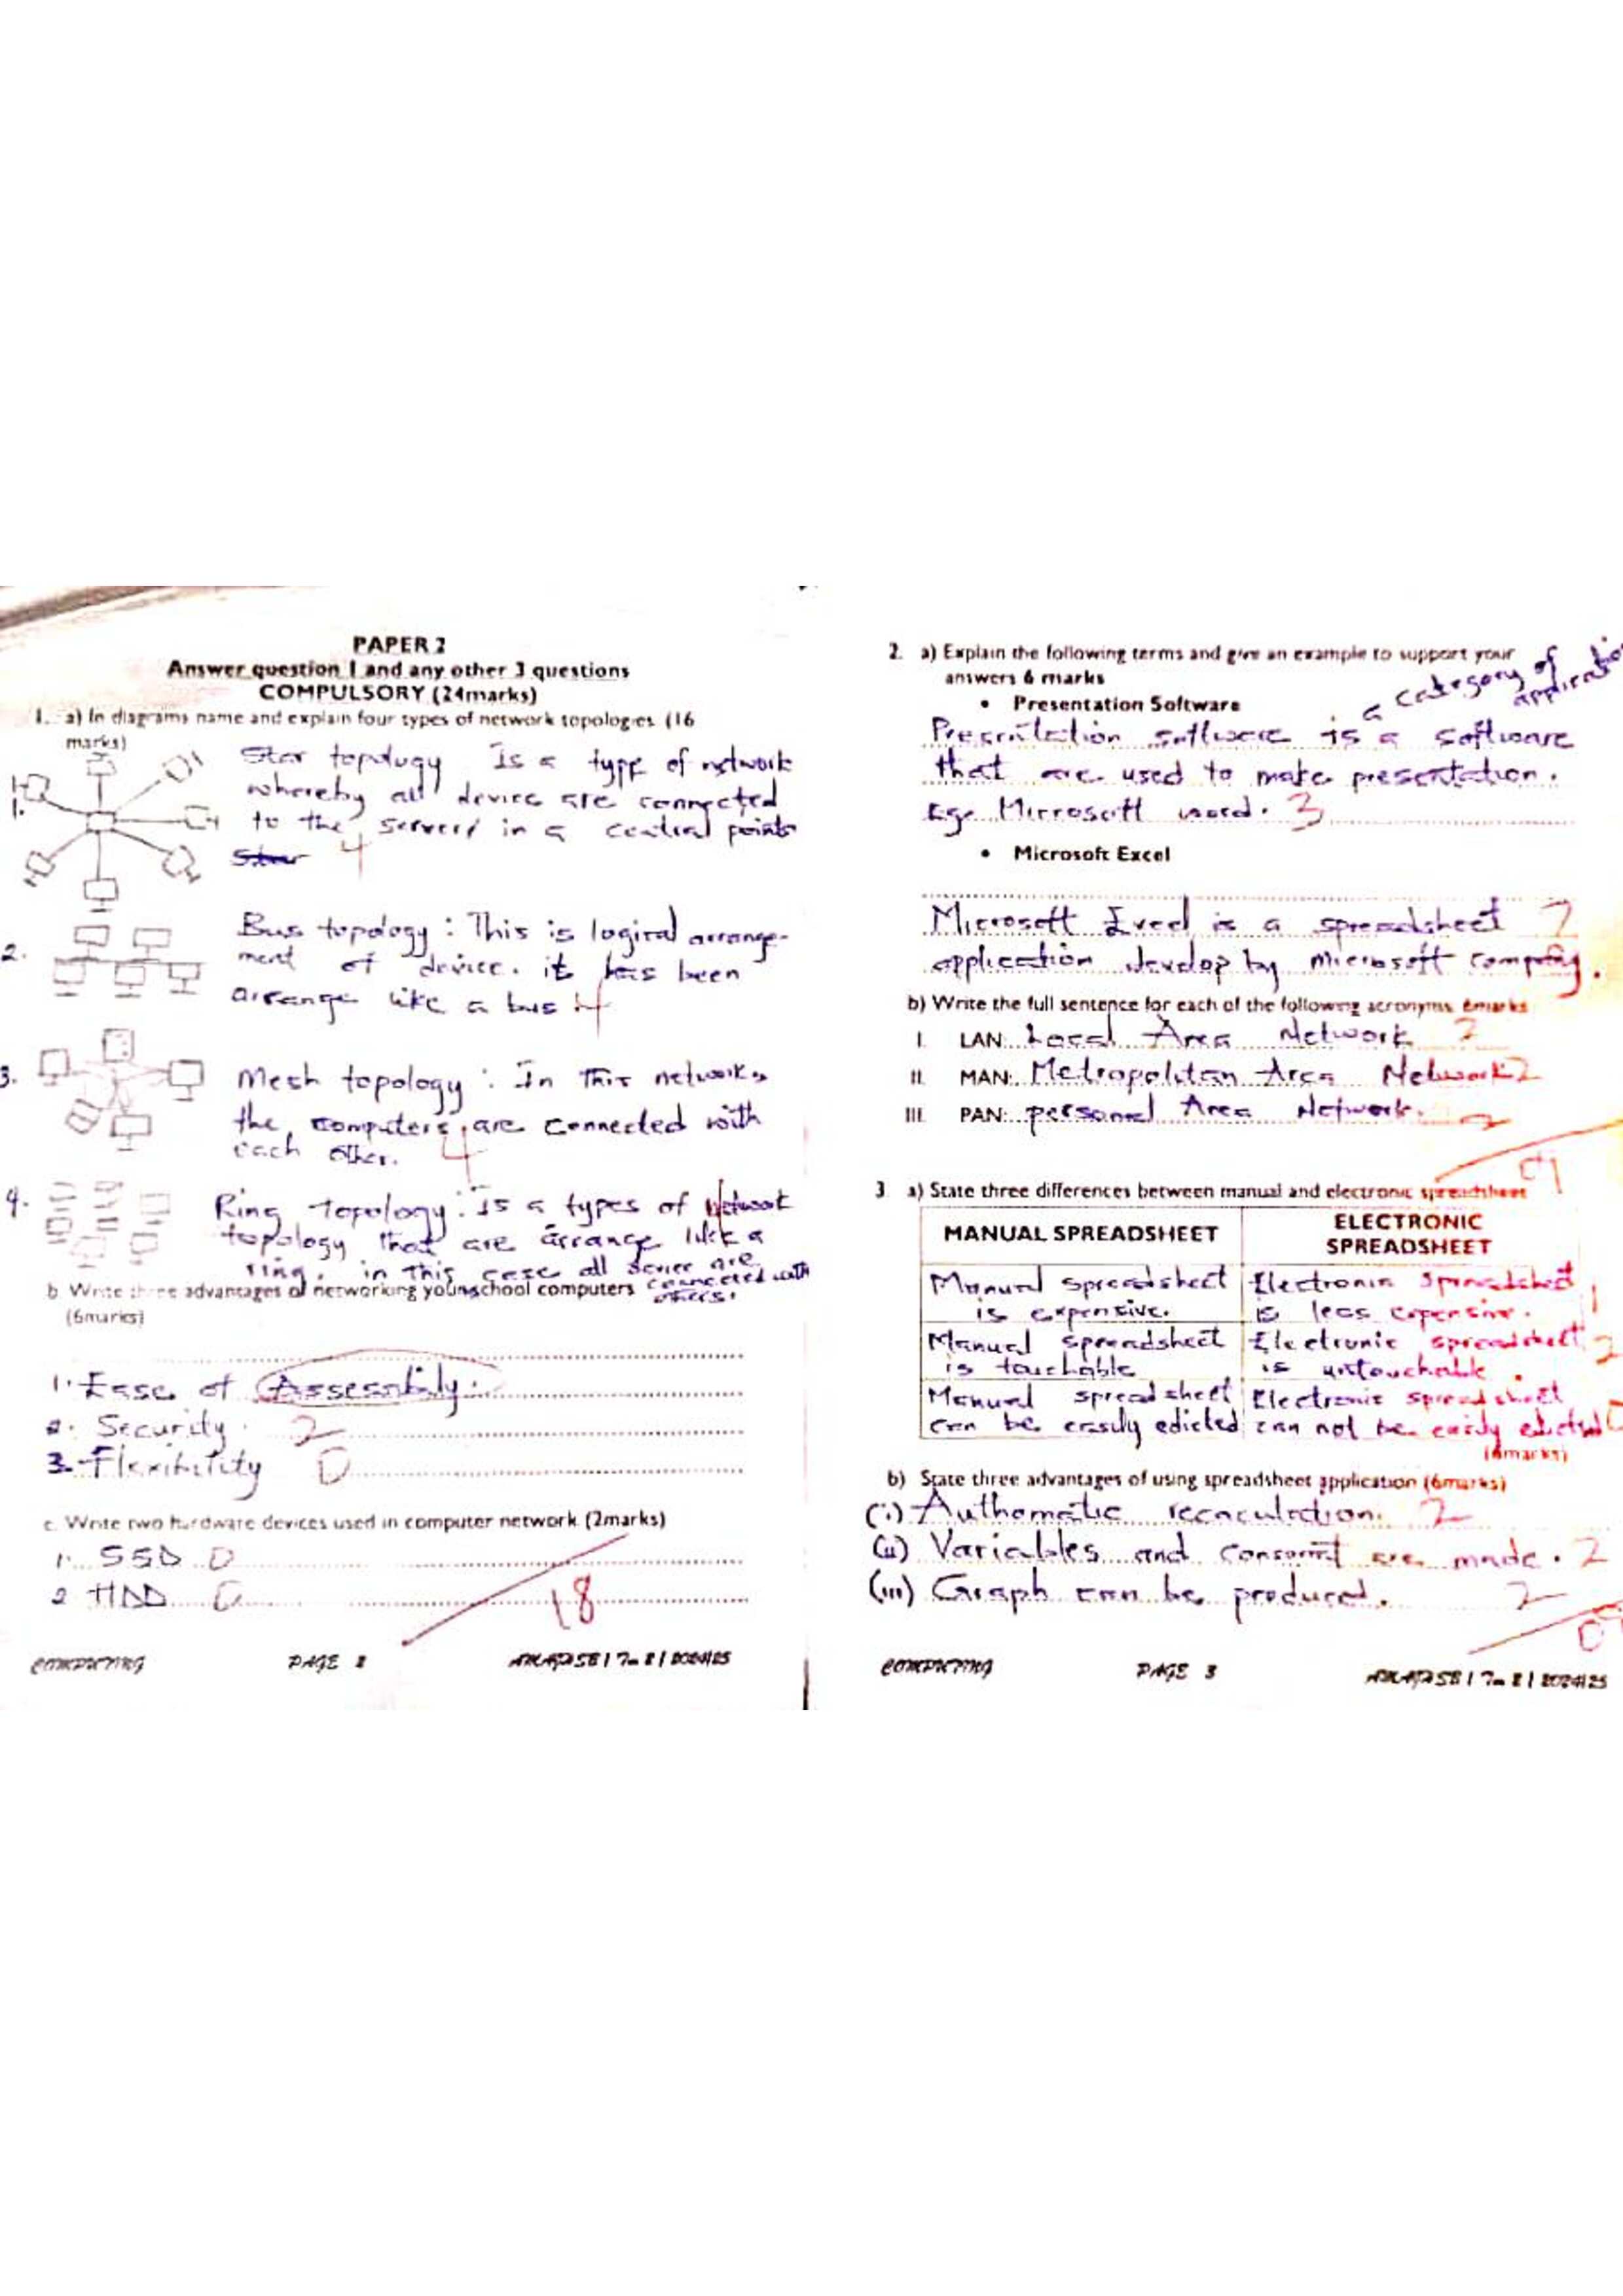 PAPER 2
Answer question 1 and any other 3 questions
COMPULSORY (24marks)
1. a) In diagrams name and explain four types of network topologies (16
marks)
1.
Star topology Is a type of network
whereby all device are connected
to the servers in a central points
4
2.
Bus topology : This is logical arrange-
ment of device. it has been
arrange like a bus 4
3.
Mesh topology : In This network,
the computers are connected with
each other. 4
4.
Ring topology : is a types of Network
topology that are arrange like a
ring. in this case all device are
connected with
others.
b. Write three advantages of networking your school computers
(6marks)
1. Ease of Assessbily.
2. Security. 2
3. Flexibility 0
c. Write two hardware devices used in computer network (2marks)
1. SSD 0
2 HDD 0
18
COMPUTING PAGE 2
2. a) Explain the following terms and give an example to support your
answers 6 marks
• Presentation Software
a category of
Presentation software is a software
that are used to make presentation.
Eg. Mirrosoft word. 3
• Microsoft Excel
Microsoft Excel is a spreadsheet
application develop by microsoft company.
b) Write the full sentence for each of the following acronyms 6marks
I. LAN: Local Area Network 2
II. MAN: Metropolitan Area Network 2
III. PAN: personal Area Network. 2
3 a) State three differences between manual and electronic spreadsheet
MANUAL SPREADSHEET
ELECTRONIC
SPREADSHEET
Manual spreadsheet
is expensive.
Electronin spreadsheet
is less expensive.
1
Manual spreadsheet
is touchable
Electronic spreadsheet
is untouchable.
2
Manual spreadsheet
can be easily edicted
Electronic spreadsheet
can not be easily edicted
0
(6marks)
b) State three advantages of using spreadsheet application (6marks)
(i) Authomatic recaculation. 2
(ii) Variables and consornt are made. 2
(iii) Graph can be produced. 2
COMPUTING PAGE 3